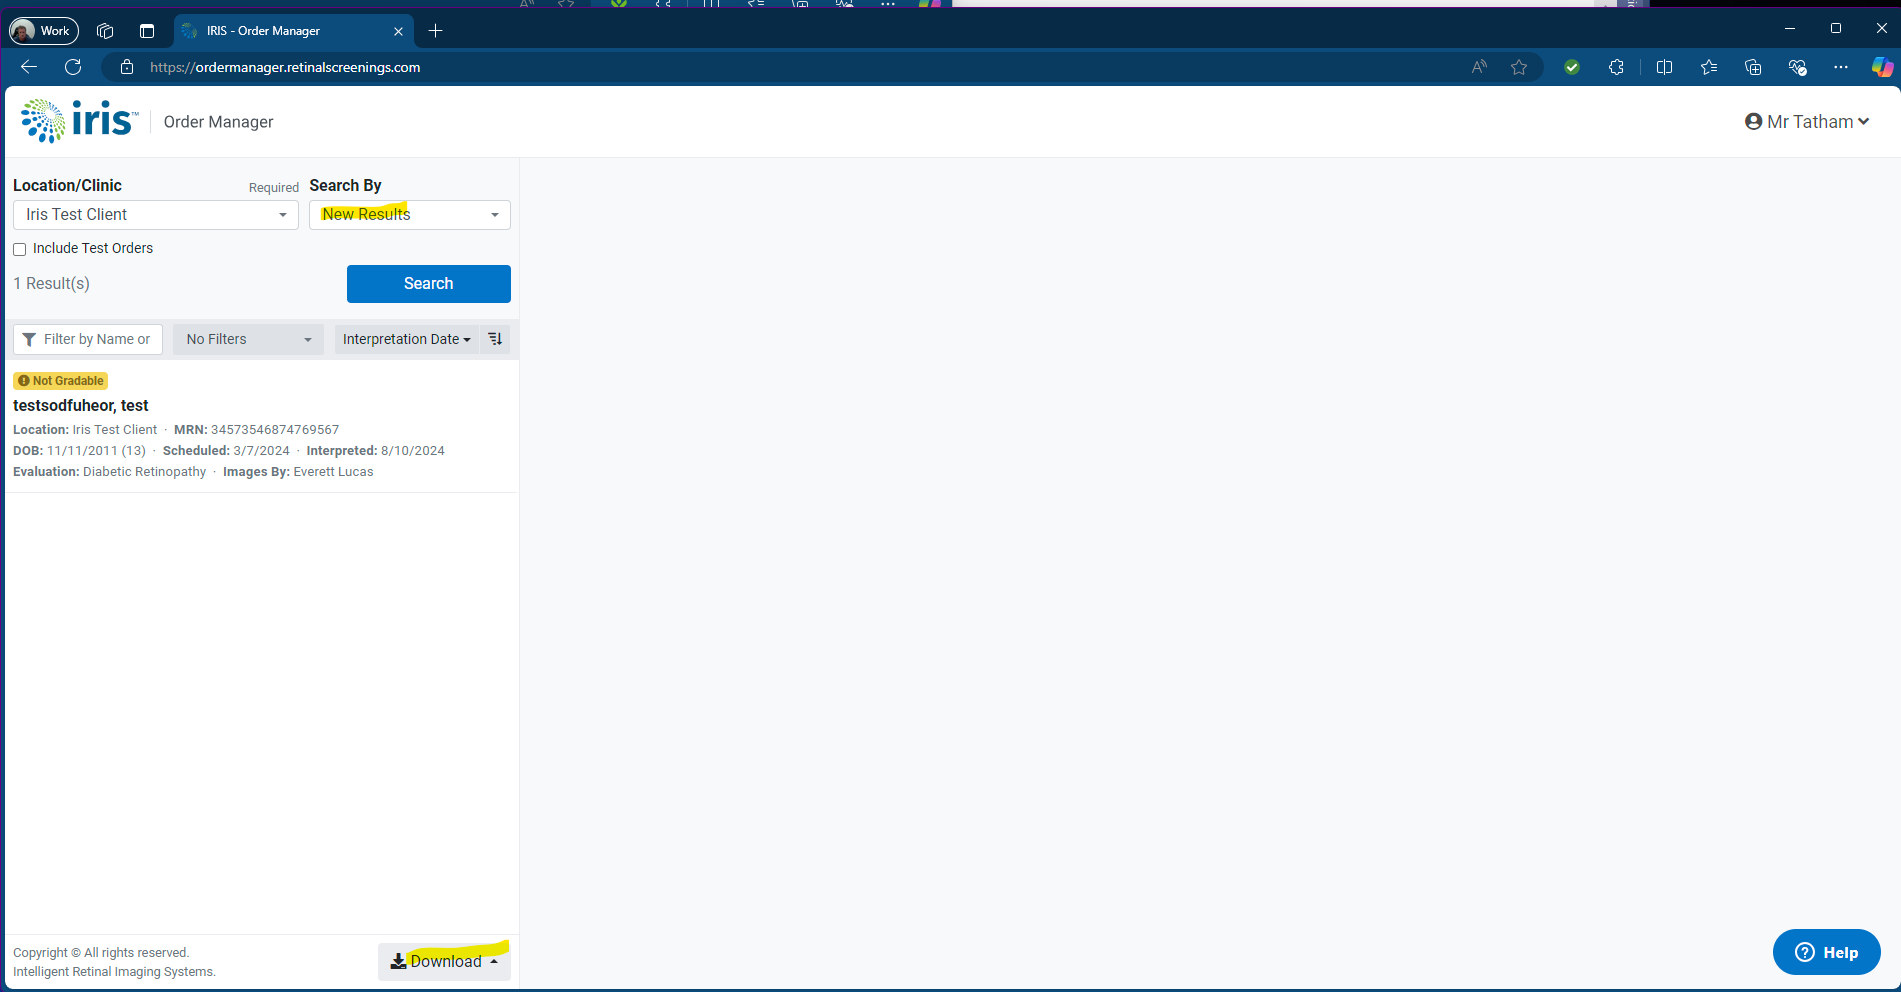 Work
IRIS - Order Manager
https://ordermanager.retinalscreenings.com
iris™
Order Manager
Mr Tatham
Location/Clinic Required Search By
Iris Test Client New Results
Include Test Orders
1 Result(s) Search
Filter by Name or No Filters Interpretation Date
Not Gradable
testsodfuheor, test
Location: Iris Test Client · MRN: 34573546874769567
DOB: 11/11/2011 (13) · Scheduled: 3/7/2024 · Interpreted: 8/10/2024
Evaluation: Diabetic Retinopathy · Images By: Everett Lucas
Copyright © All rights reserved.
Intelligent Retinal Imaging Systems.
Download
Help